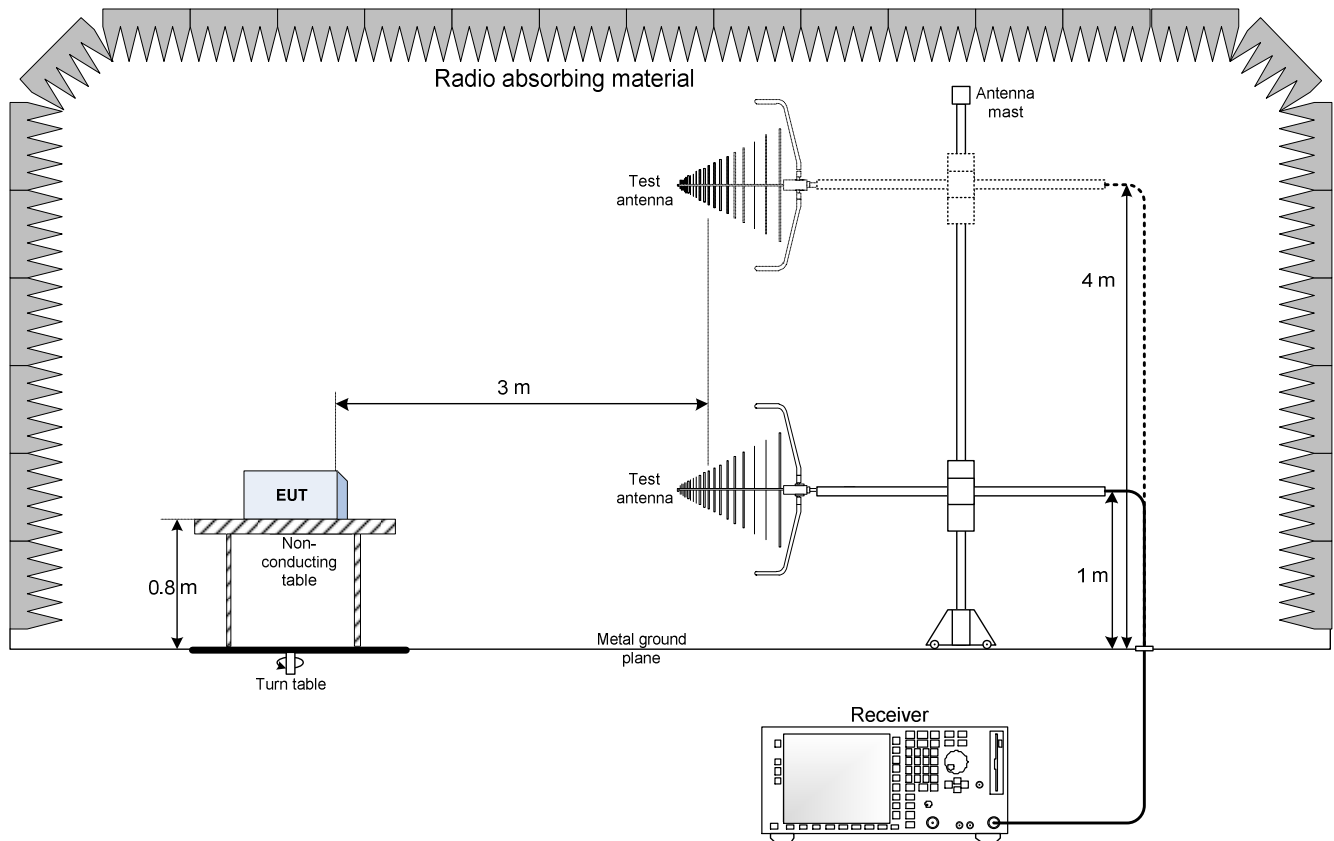 Radio absorbing material
Antenna
mast
Test
antenna
4 m
3 m
Test
antenna
EUT
Non-
conducting
table
0.8 m
1 m
Metal ground
plane
Turn table
Receiver